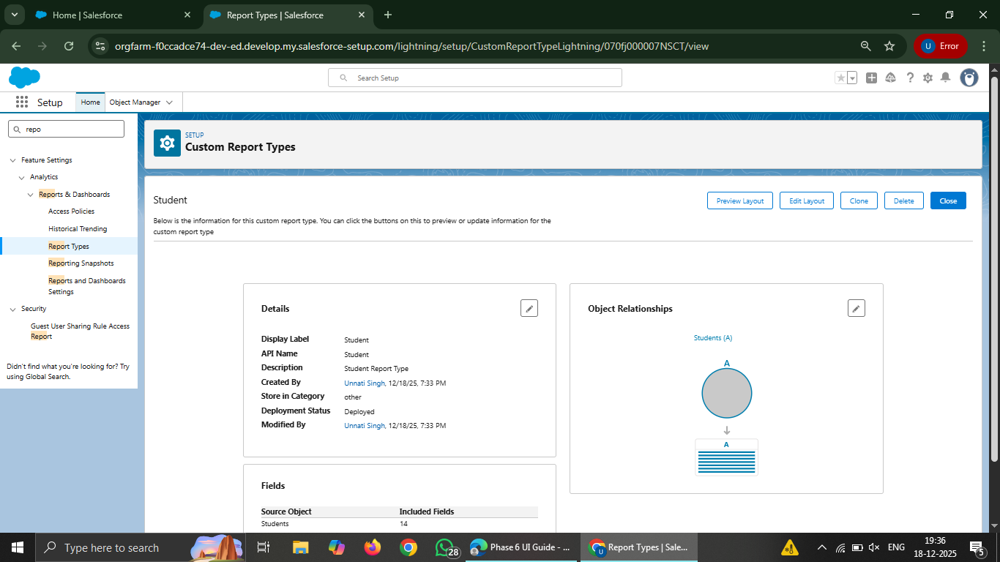 Home | Salesforce
Report Types | Salesforce
orgfarm-f0ccadce74-dev-ed.develop.my.salesforce-setup.com/lightning/setup/CustomReportTypeLightning/070fj000007NSCT/view
U Error
Search Setup
Setup
Home
Object Manager
repo
Feature Settings
Analytics
Reports & Dashboards
Access Policies
Historical Trending
Report Types
Reporting Snapshots
Reports and Dashboards
Settings
Security
Guest User Sharing Rule Access
Report
Didn't find what you're looking for? Try
using Global Search.
SETUP
Custom Report Types
Student
Preview Layout
Edit Layout
Clone
Delete
Close
Below is the information for this custom report type. You can click the buttons on this to preview or update information for the
custom report type
Details
Display Label Student
API Name Student
Description Student Report Type
Created By Unnati Singh, 12/18/25, 7:33 PM
Store in Category other
Deployment Status Deployed
Modified By Unnati Singh, 12/18/25, 7:33 PM
Object Relationships
Students (A)
A
A
Fields
Source Object Included Fields
Students 14
Type here to search
28
Phase 6 UI Guide - ...
U
Report Types | Sale...
ENG
19:36
18-12-2025
5